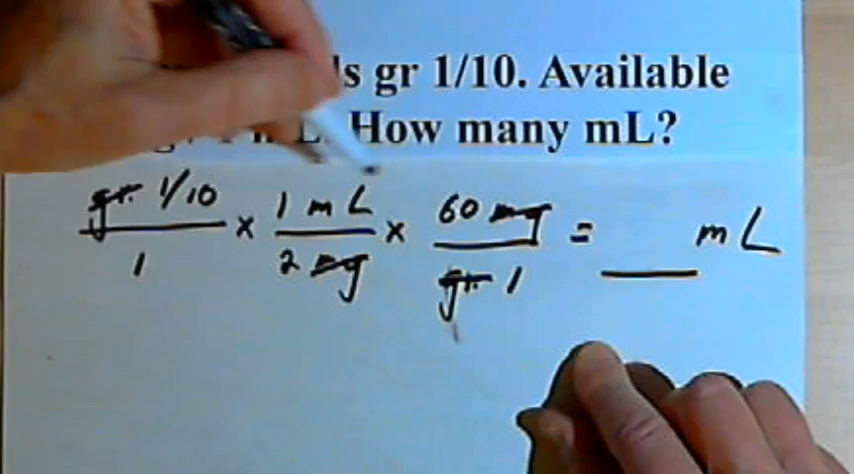 gr 1/10. Available
How many mL?
gr. 1/10 1 mL 60 mg
× × = ___ mL
1 2 mg gr. 1